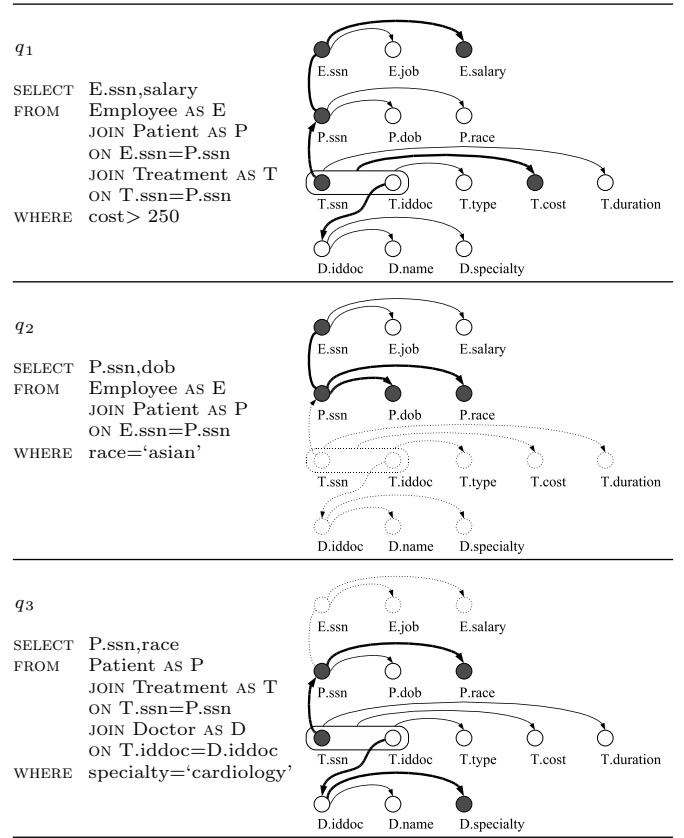 q1
SELECT E.ssn,salary
FROM Employee AS E
JOIN Patient AS P
ON E.ssn=P.ssn
JOIN Treatment AS T
ON T.ssn=P.ssn
WHERE cost> 250
E.ssn E.job E.salary
P.ssn P.dob P.race
T.ssn T.iddoc T.type T.cost T.duration
D.iddoc D.name D.specialty
q2
SELECT P.ssn,dob
FROM Employee AS E
JOIN Patient AS P
ON E.ssn=P.ssn
WHERE race=‘asian’
E.ssn E.job E.salary
P.ssn P.dob P.race
T.ssn T.iddoc T.type T.cost T.duration
D.iddoc D.name D.specialty
q3
SELECT P.ssn,race
FROM Patient AS P
JOIN Treatment AS T
ON T.ssn=P.ssn
JOIN Doctor AS D
ON T.iddoc=D.iddoc
WHERE specialty=‘cardiology’
E.ssn E.job E.salary
P.ssn P.dob P.race
T.ssn T.iddoc T.type T.cost T.duration
D.iddoc D.name D.specialty